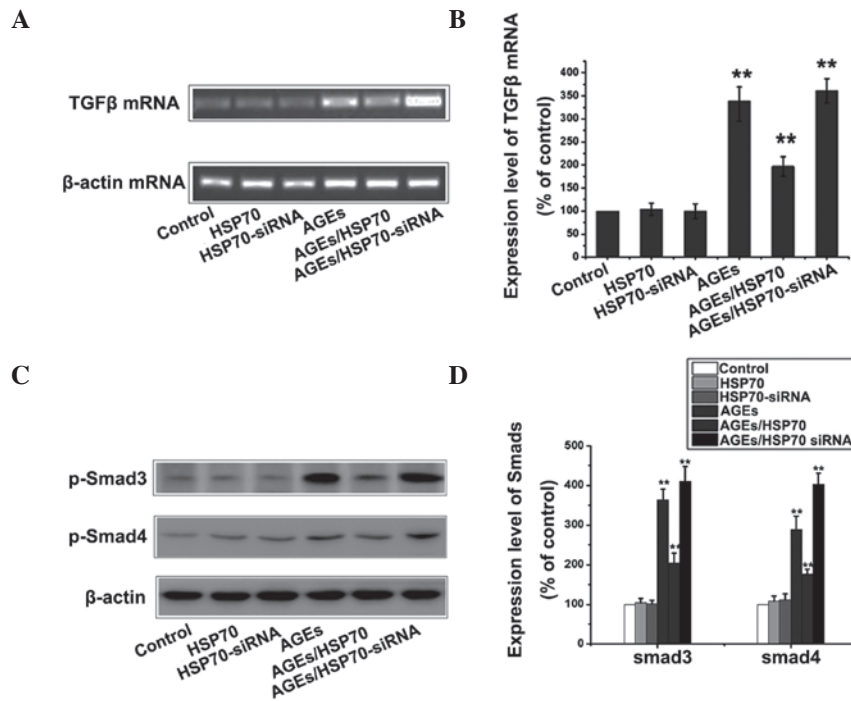 A
TGFβ mRNA
β-actin mRNA
Control
HSP70
HSP70-siRNA
AGEs
AGEs/HSP70
AGEs/HSP70-siRNA
B
Expression level of TGFβ mRNA
(% of control)
400
350
300
250
200
150
100
50
0
**
**
**
Control
HSP70
HSP70-siRNA
AGEs
AGEs/HSP70
AGEs/HSP70-siRNA
C
p-Smad3
p-Smad4
β-actin
Control
HSP70
HSP70-siRNA
AGEs
AGEs/HSP70
AGEs/HSP70-siRNA
D
Control
HSP70
HSP70-siRNA
AGEs
AGEs/HSP70
AGEs/HSP70 siRNA
Expression level of Smads
(% of control)
500
400
300
200
100
0
**
**
**
**
**
**
smad3
smad4